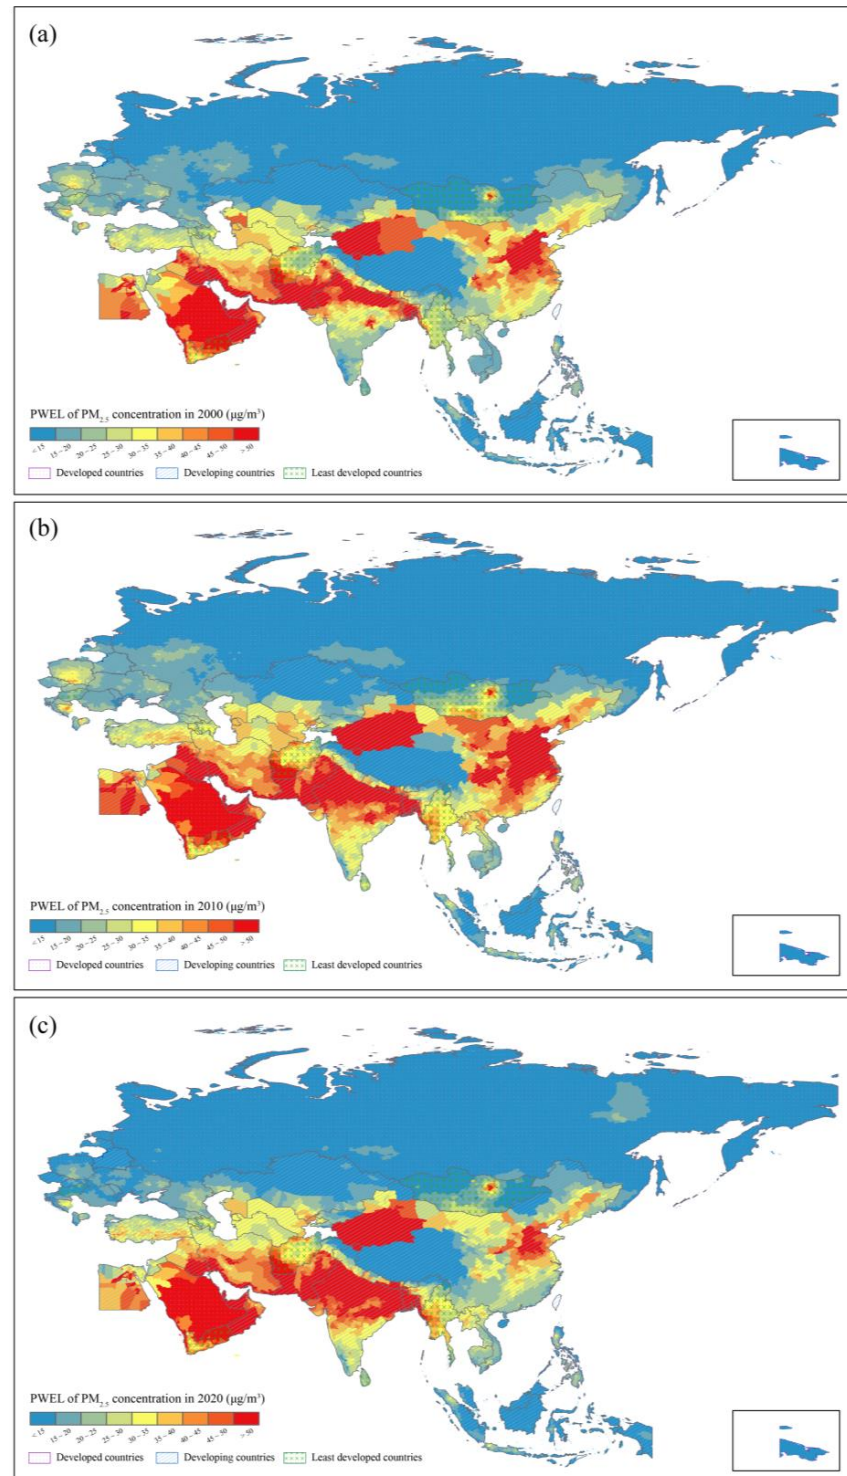 (a)
PWEL of PM2.5 concentration in 2000 (μg/m³)
< 15 15 – 20 20 – 25 25 – 30 30 – 35 35 – 40 40 – 45 45 – 50 > 50
Developed countries Developing countries Least developed countries
(b)
PWEL of PM2.5 concentration in 2010 (μg/m³)
< 15 15 – 20 20 – 25 25 – 30 30 – 35 35 – 40 40 – 45 45 – 50 > 50
Developed countries Developing countries Least developed countries
(c)
PWEL of PM2.5 concentration in 2020 (μg/m³)
< 15 15 – 20 20 – 25 25 – 30 30 – 35 35 – 40 40 – 45 45 – 50 > 50
Developed countries Developing countries Least developed countries